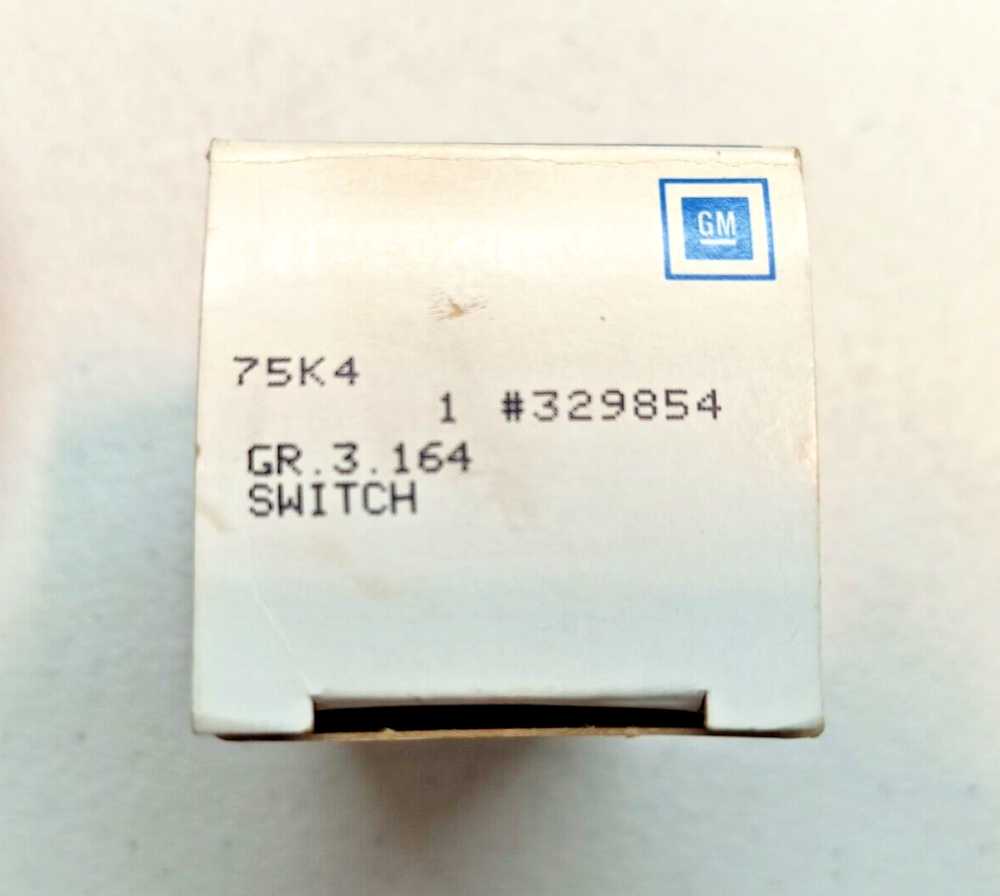 GM
75K4
1 #329854
GR.3.164
SWITCH